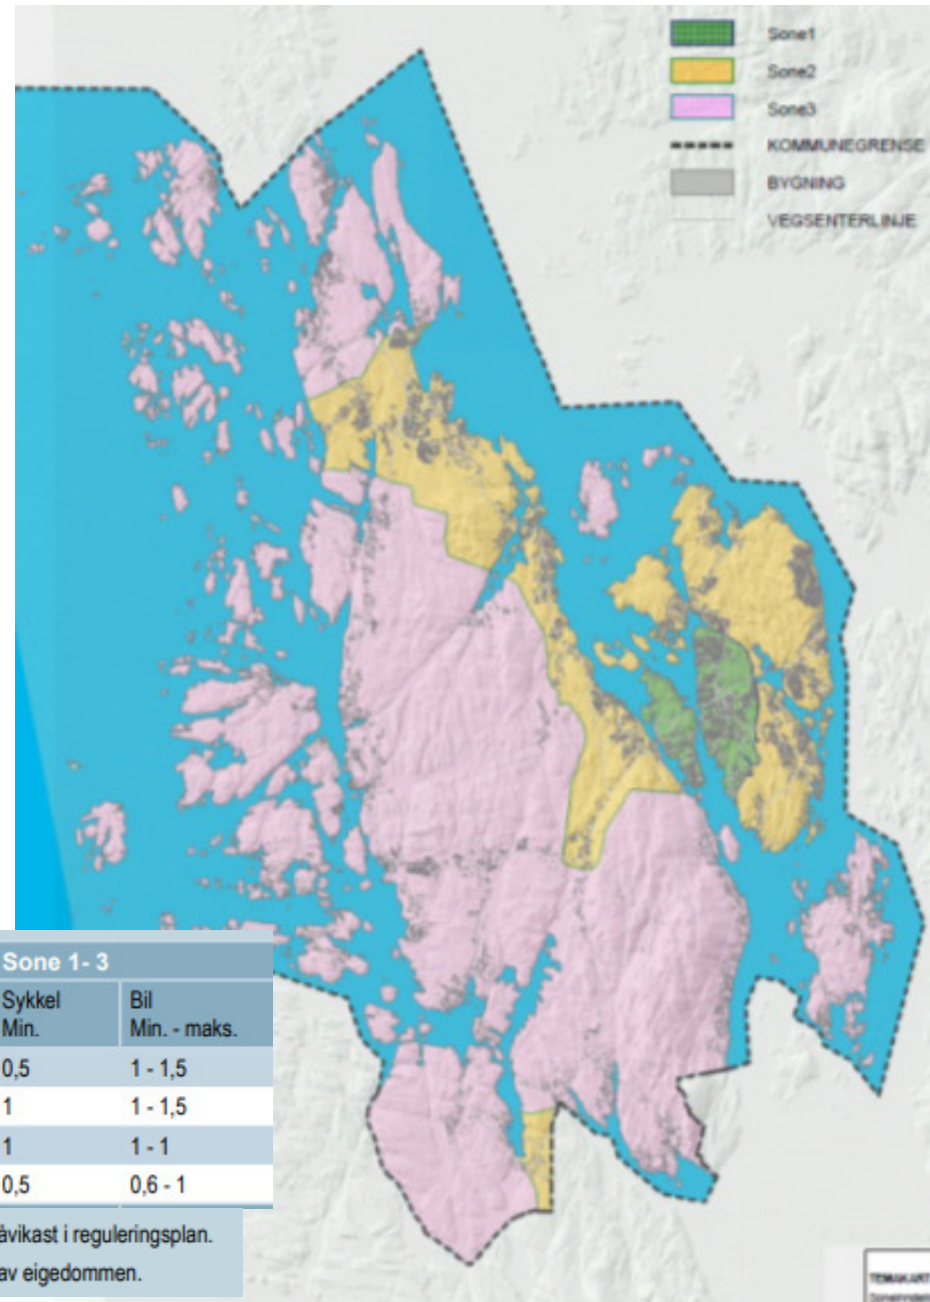 Sone1
Sone2
Sone3
KOMMUNEGRENSE
BYGNING
VEGSENTERLINJE
Sone 1- 3
Sykkel Bil
Min. Min. - maks.
0,5 1 - 1,5
1 1 - 1,5
1 1 - 1
0,5 0,6 - 1
åvikast i reguleringsplan.
av eigedommen.
TEMAKART